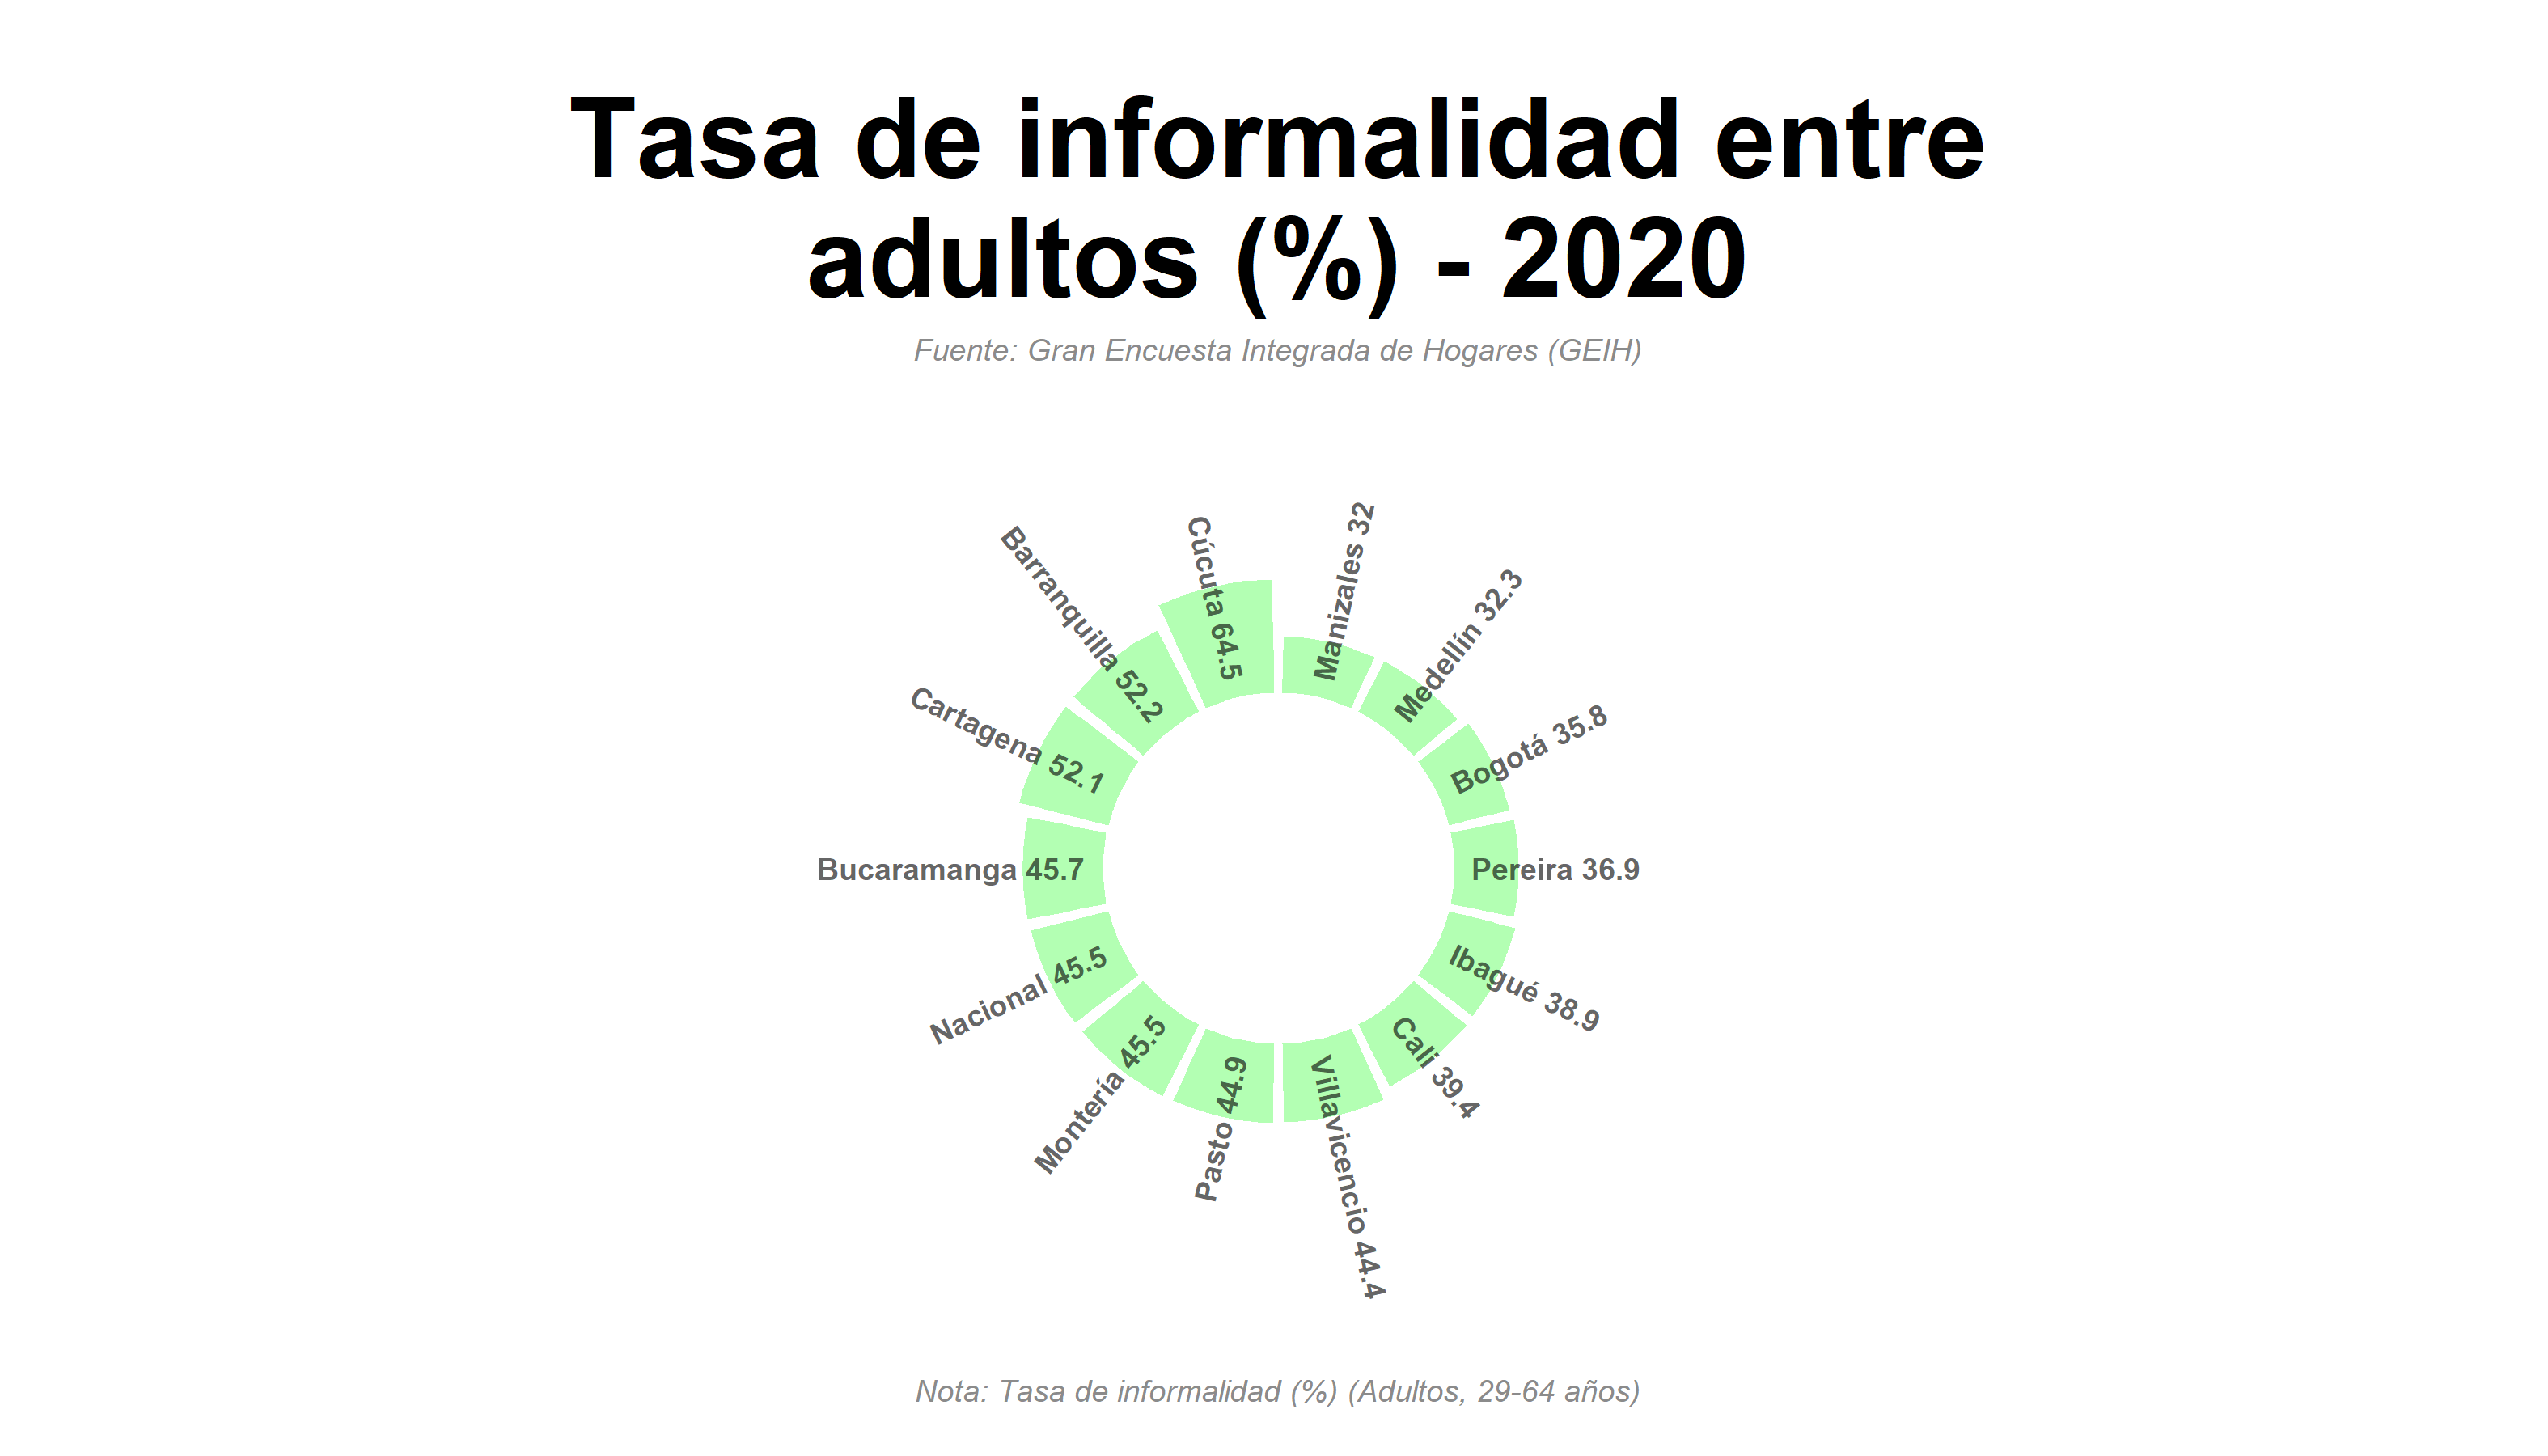 Tasa de informalidad entre
adultos (%) - 2020
Fuente: Gran Encuesta Integrada de Hogares (GEIH)
Manizales 32
Medellín 32.3
Bogotá 35.8
Pereira 36.9
Ibagué 38.9
Cali 39.4
Villavicencio 44.4
Pasto 44.9
Montería 45.5
Nacional 45.5
Bucaramanga 45.7
Cartagena 52.1
Barranquilla 52.2
Cúcuta 64.5
Nota: Tasa de informalidad (%) (Adultos, 29-64 años)